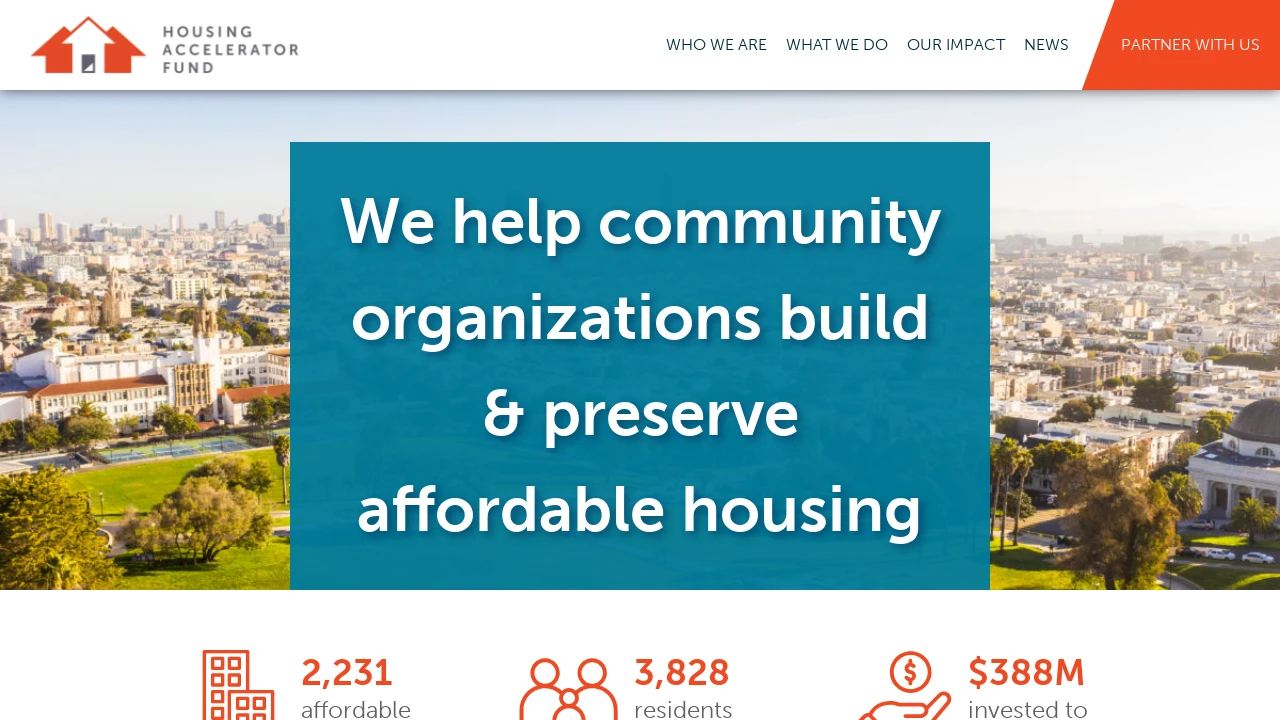 HOUSING
ACCELERATOR
FUND
WHO WE ARE
WHAT WE DO
OUR IMPACT
NEWS
PARTNER WITH US
We help community
organizations build
& preserve
affordable housing
2,231
affordable
3,828
residents
$388M
invested to